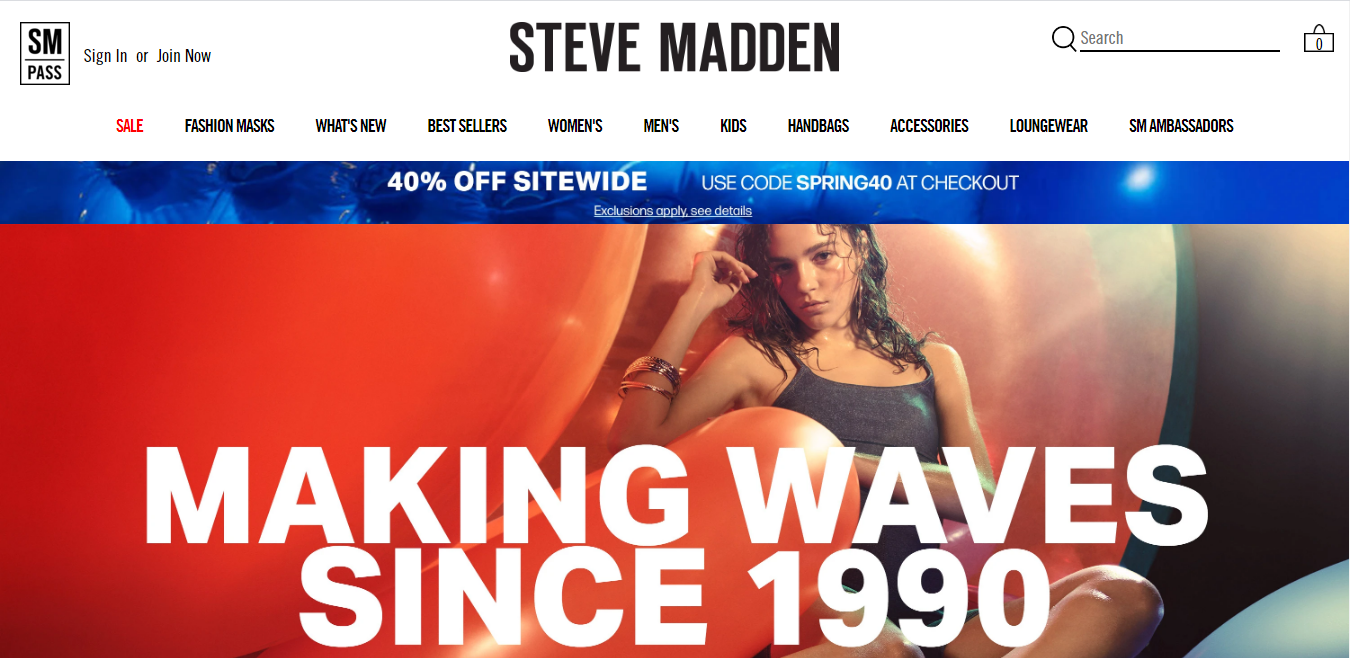 SM
PASS
Sign In or Join Now
STEVE MADDEN
Search
0
SALE FASHION MASKS WHAT'S NEW BEST SELLERS WOMEN'S MEN'S KIDS HANDBAGS ACCESSORIES LOUNGEWEAR SM AMBASSADORS
40% OFF SITEWIDE USE CODE SPRING40 AT CHECKOUT
Exclusions apply, see details
MAKING WAVES
SINCE 1990